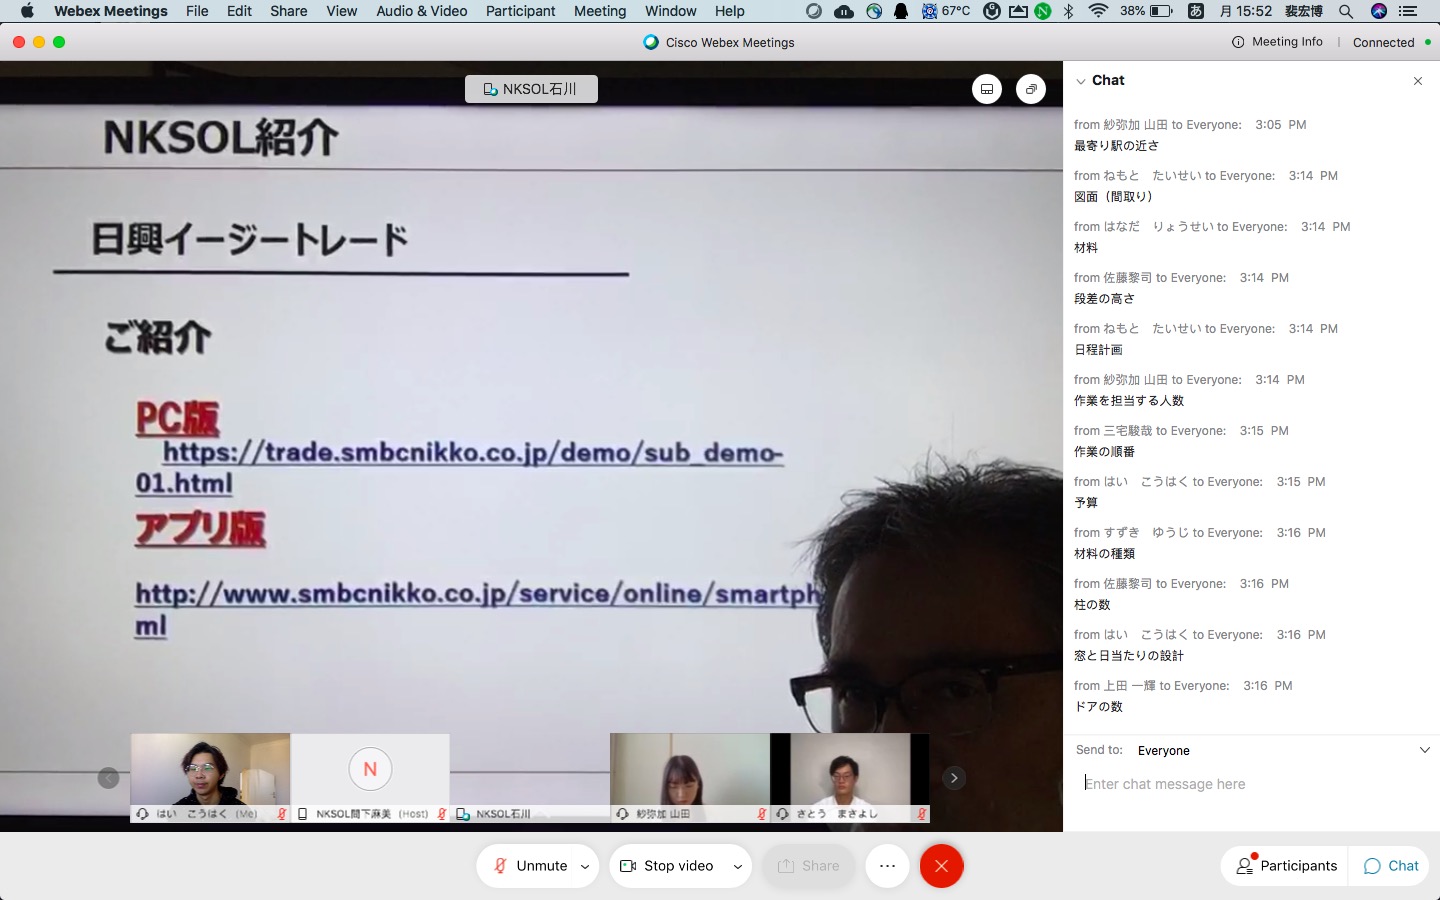 Webex Meetings File Edit Share View Audio & Video Participant Meeting Window Help 67°C 38% あ 月 15:52 裴宏博
Cisco Webex Meetings
Meeting Info
Connected
NKSOL石川
NKSOL紹介
日興イージートレード
ご紹介
PC版
https://trade.smbcnikko.co.jp/demo/sub_demo-
01.html
アプリ版
http://www.smbcnikko.co.jp/service/online/smartph
ml
N
はい こうはく (Me)
NKSOL間下麻美 (Host)
NKSOL石川
紗弥加 山田
さとう まさよし
Chat
from 紗弥加 山田 to Everyone: 3:05 PM
最寄り駅の近さ
from ねもと たいせい to Everyone: 3:14 PM
図面（間取り）
from はなだ りょうせい to Everyone: 3:14 PM
材料
from 佐藤黎司 to Everyone: 3:14 PM
段差の高さ
from ねもと たいせい to Everyone: 3:14 PM
日程計画
from 紗弥加 山田 to Everyone: 3:14 PM
作業を担当する人数
from 三宅駿哉 to Everyone: 3:15 PM
作業の順番
from はい こうはく to Everyone: 3:15 PM
予算
from すずき ゆうじ to Everyone: 3:16 PM
材料の種類
from 佐藤黎司 to Everyone: 3:16 PM
柱の数
from はい こうはく to Everyone: 3:16 PM
窓と日当たりの設計
from 上田 一輝 to Everyone: 3:16 PM
ドアの数
Send to: Everyone
Enter chat message here
Unmute
Stop video
Share
Participants
Chat